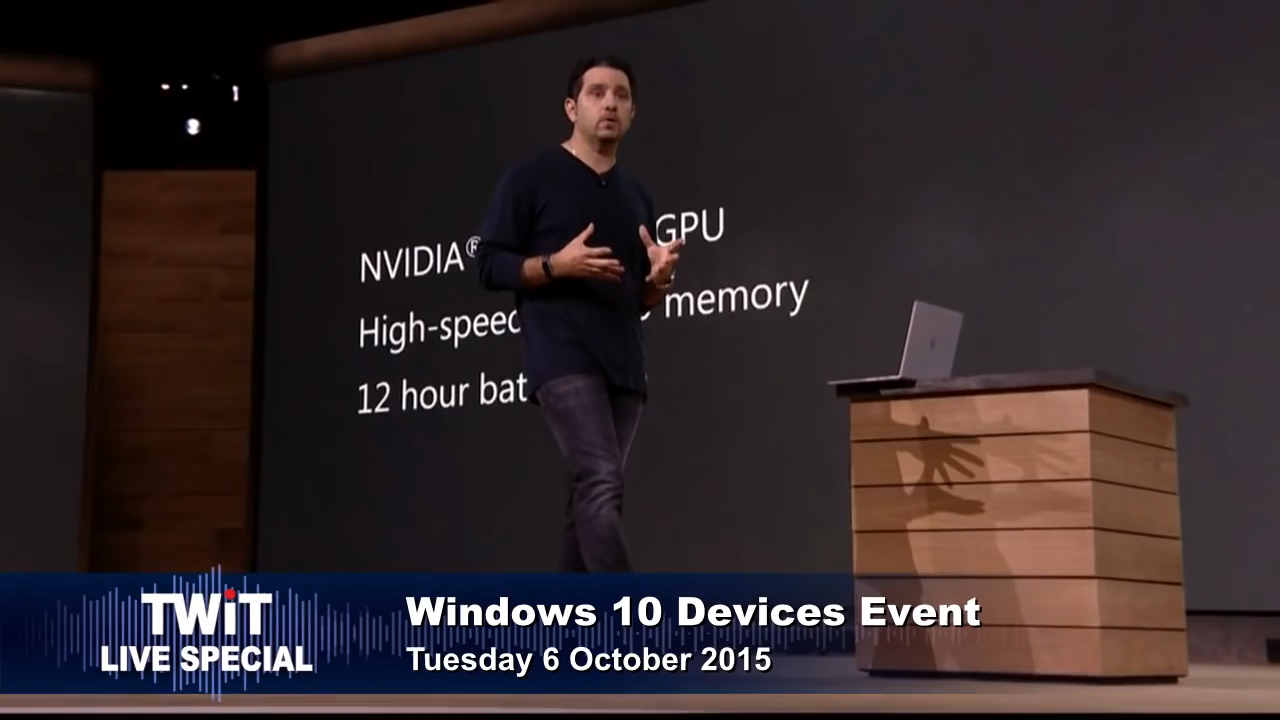 NVIDIA® GPU
High-speed memory
12 hour bat
TWiT
LIVE SPECIAL
Windows 10 Devices Event
Tuesday 6 October 2015